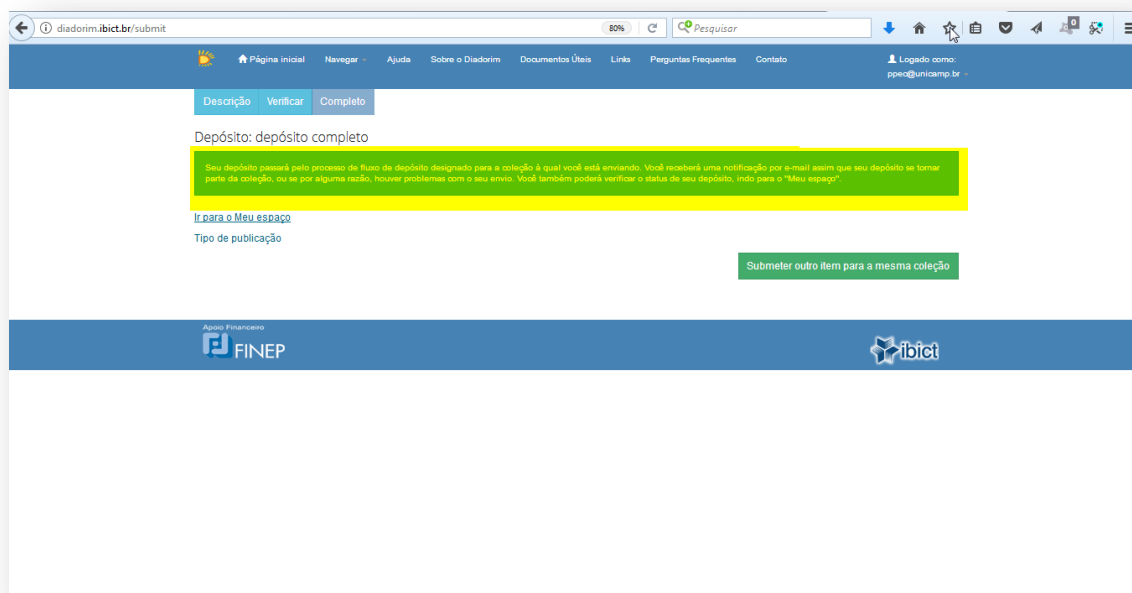 diadorim.ibict.br/submit
80%
Pesquisar
0
Página inicial
Navegar
Ajuda
Sobre o Diadorim
Documentos Úteis
Links
Perguntas Frequentes
Contato
Logado como:
ppec@unicamp.br
Descrição
Verificar
Completo
Depósito: depósito completo
Seu depósito passará pelo processo de fluxo de depósito designado para a coleção à qual você está enviando. Você receberá uma notificação por e-mail assim que seu depósito se tornar
parte da coleção, ou se por alguma razão, houver problemas com o seu envio. Você também poderá verificar o status de seu depósito, indo para o "Meu espaço".
Ir para o Meu espaço
Tipo de publicação
Submeter outro item para a mesma coleção
Apoio Financeiro
FINEP
ibict